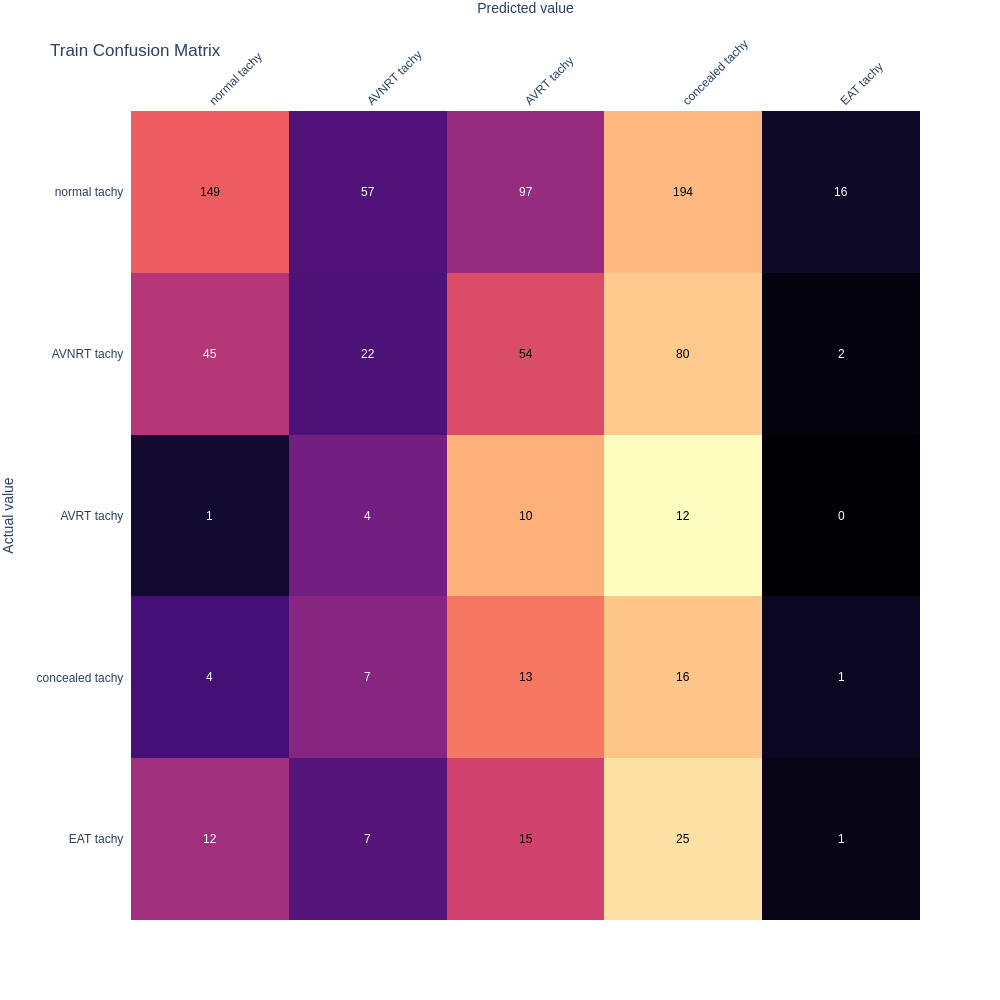 Predicted value
Train Confusion Matrix
normal tachy
AVNRT tachy
AVRT tachy
concealed tachy
EAT tachy
Actual value
normal tachy 149 57 97 194 16
AVNRT tachy 45 22 54 80 2
AVRT tachy 1 4 10 12 0
concealed tachy 4 7 13 16 1
EAT tachy 12 7 15 25 1